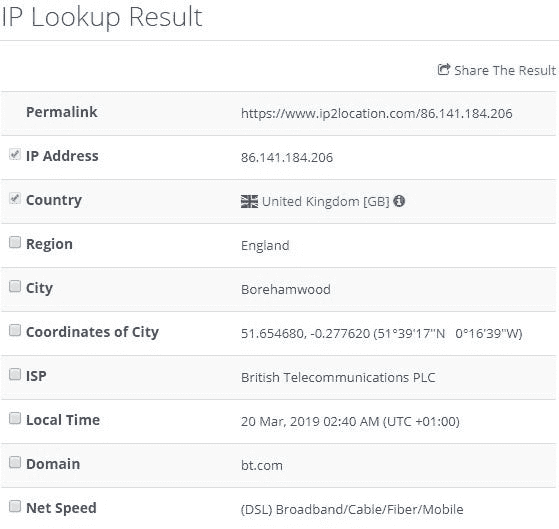 IP Lookup Result
Share The Result
Permalink https://www.ip2location.com/86.141.184.206
IP Address 86.141.184.206
Country United Kingdom [GB]
Region England
City Borehamwood
Coordinates of City 51.654680, -0.277620 (51°39'17"N 0°16'39"W)
ISP British Telecommunications PLC
Local Time 20 Mar, 2019 02:40 AM (UTC +01:00)
Domain bt.com
Net Speed (DSL) Broadband/Cable/Fiber/Mobile